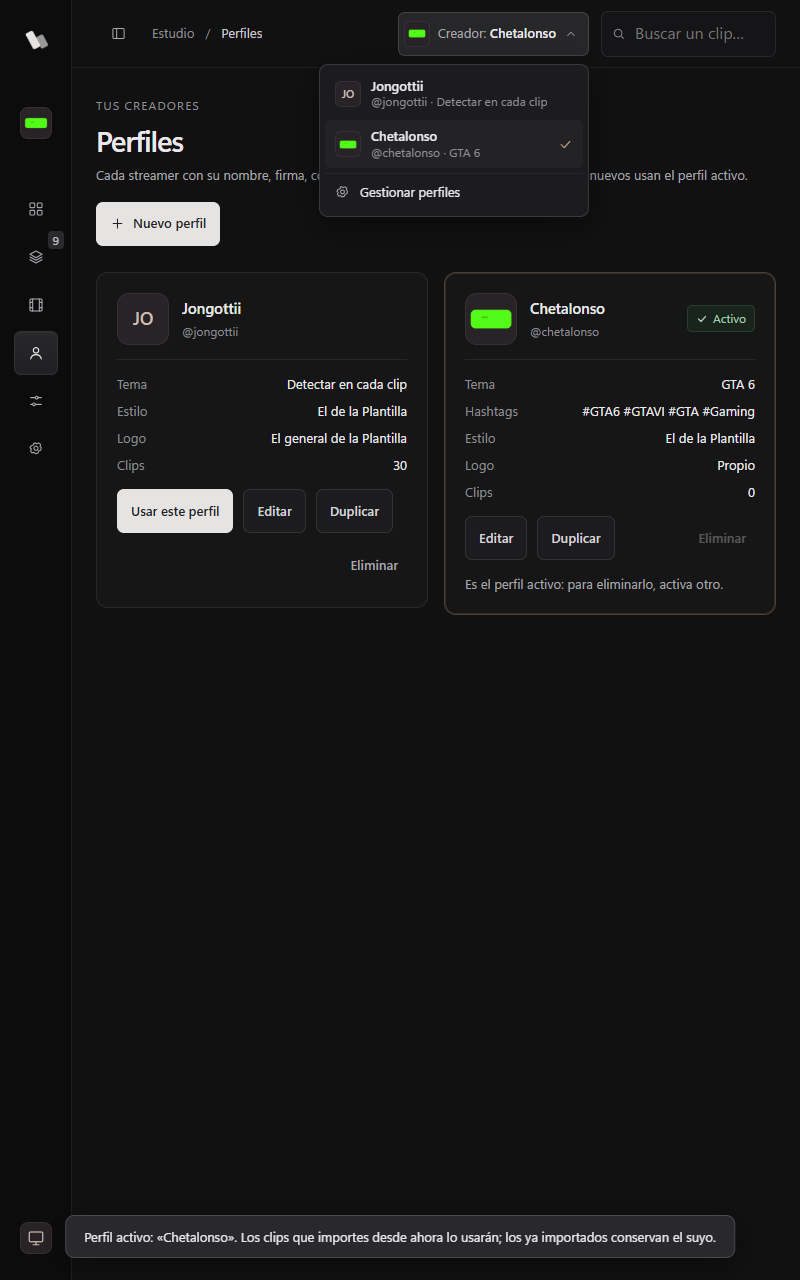 Estudio / Perfiles
Creador: Chetalonso
Buscar un clip...
JO
Jongottii
@jongottii · Detectar en cada clip
Chetalonso
@chetalonso · GTA 6
Gestionar perfiles
TUS CREADORES
Perfiles
Cada streamer con su nombre, firma, nuevos usan el perfil activo.
+ Nuevo perfil
9
JO
Jongottii
@jongottii
Tema Detectar en cada clip
Estilo El de la Plantilla
Logo El general de la Plantilla
Clips 30
Usar este perfil Editar Duplicar
Eliminar
Chetalonso
@chetalonso
Activo
Tema GTA 6
Hashtags #GTA6 #GTAVI #GTA #Gaming
Estilo El de la Plantilla
Logo Propio
Clips 0
Editar Duplicar Eliminar
Es el perfil activo: para eliminarlo, activa otro.
Perfil activo: «Chetalonso». Los clips que importes desde ahora lo usarán; los ya importados conservan el suyo.